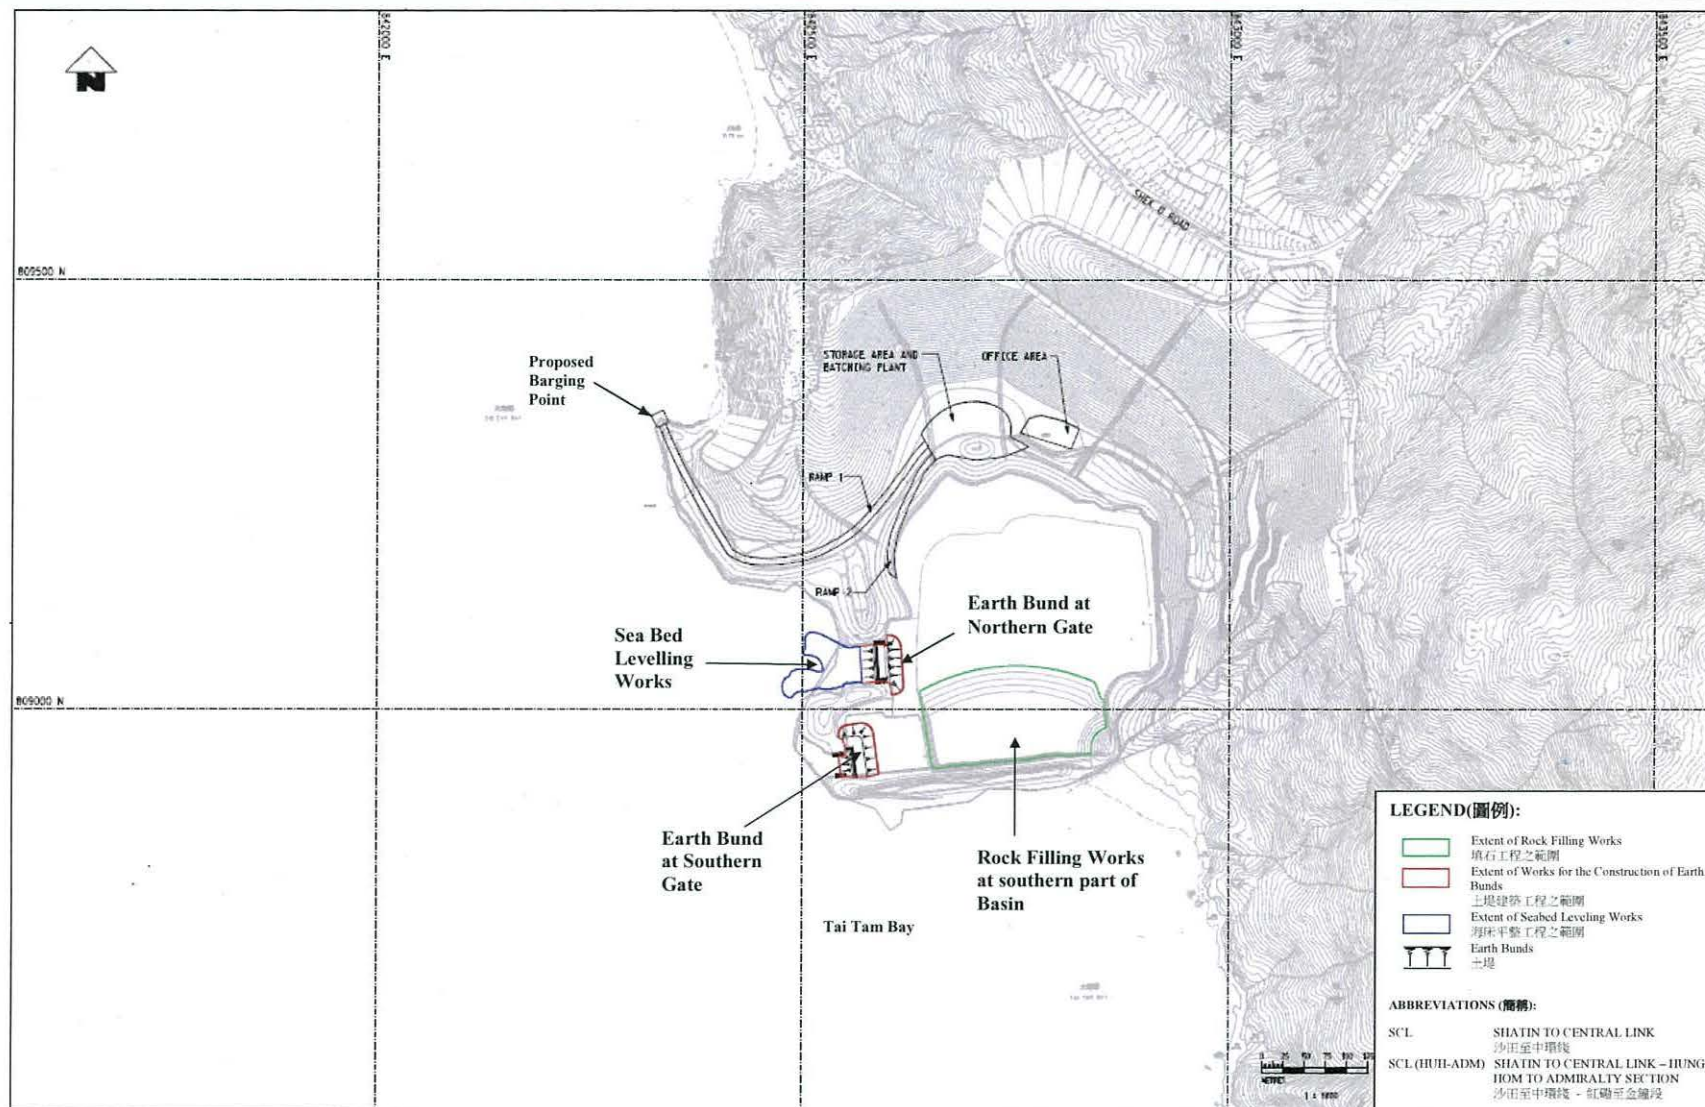 842000 E
842500 E
843000 E
843500 E
N
SHEK O ROAD
809500 N
STORAGE AREA AND
BATCHING PLANT
OFFICE AREA
Proposed
Barging
Point
RAMP 1
RAMP 2
Earth Bund at
Northern Gate
Sea Bed
Levelling
Works
809000 N
Earth Bund
at Southern
Gate
Rock Filling Works
at southern part of
Basin
Tai Tam Bay
LEGEND(圖例):
Extent of Rock Filling Works
填石工程之範圍
Extent of Works for the Construction of Earth
Bunds
土堤建築工程之範圍
Extent of Seabed Leveling Works
海床平整工程之範圍
Earth Bunds
土堤
ABBREVIATIONS (簡稱):
SCL SHATIN TO CENTRAL LINK
沙田至中環綫
SCL (HUH-ADM) SHATIN TO CENTRAL LINK – HUNG
HOM TO ADMIRALTY SECTION
沙田至中環綫 - 紅磡至金鐘段
0 25 50 75 100 125
METRES